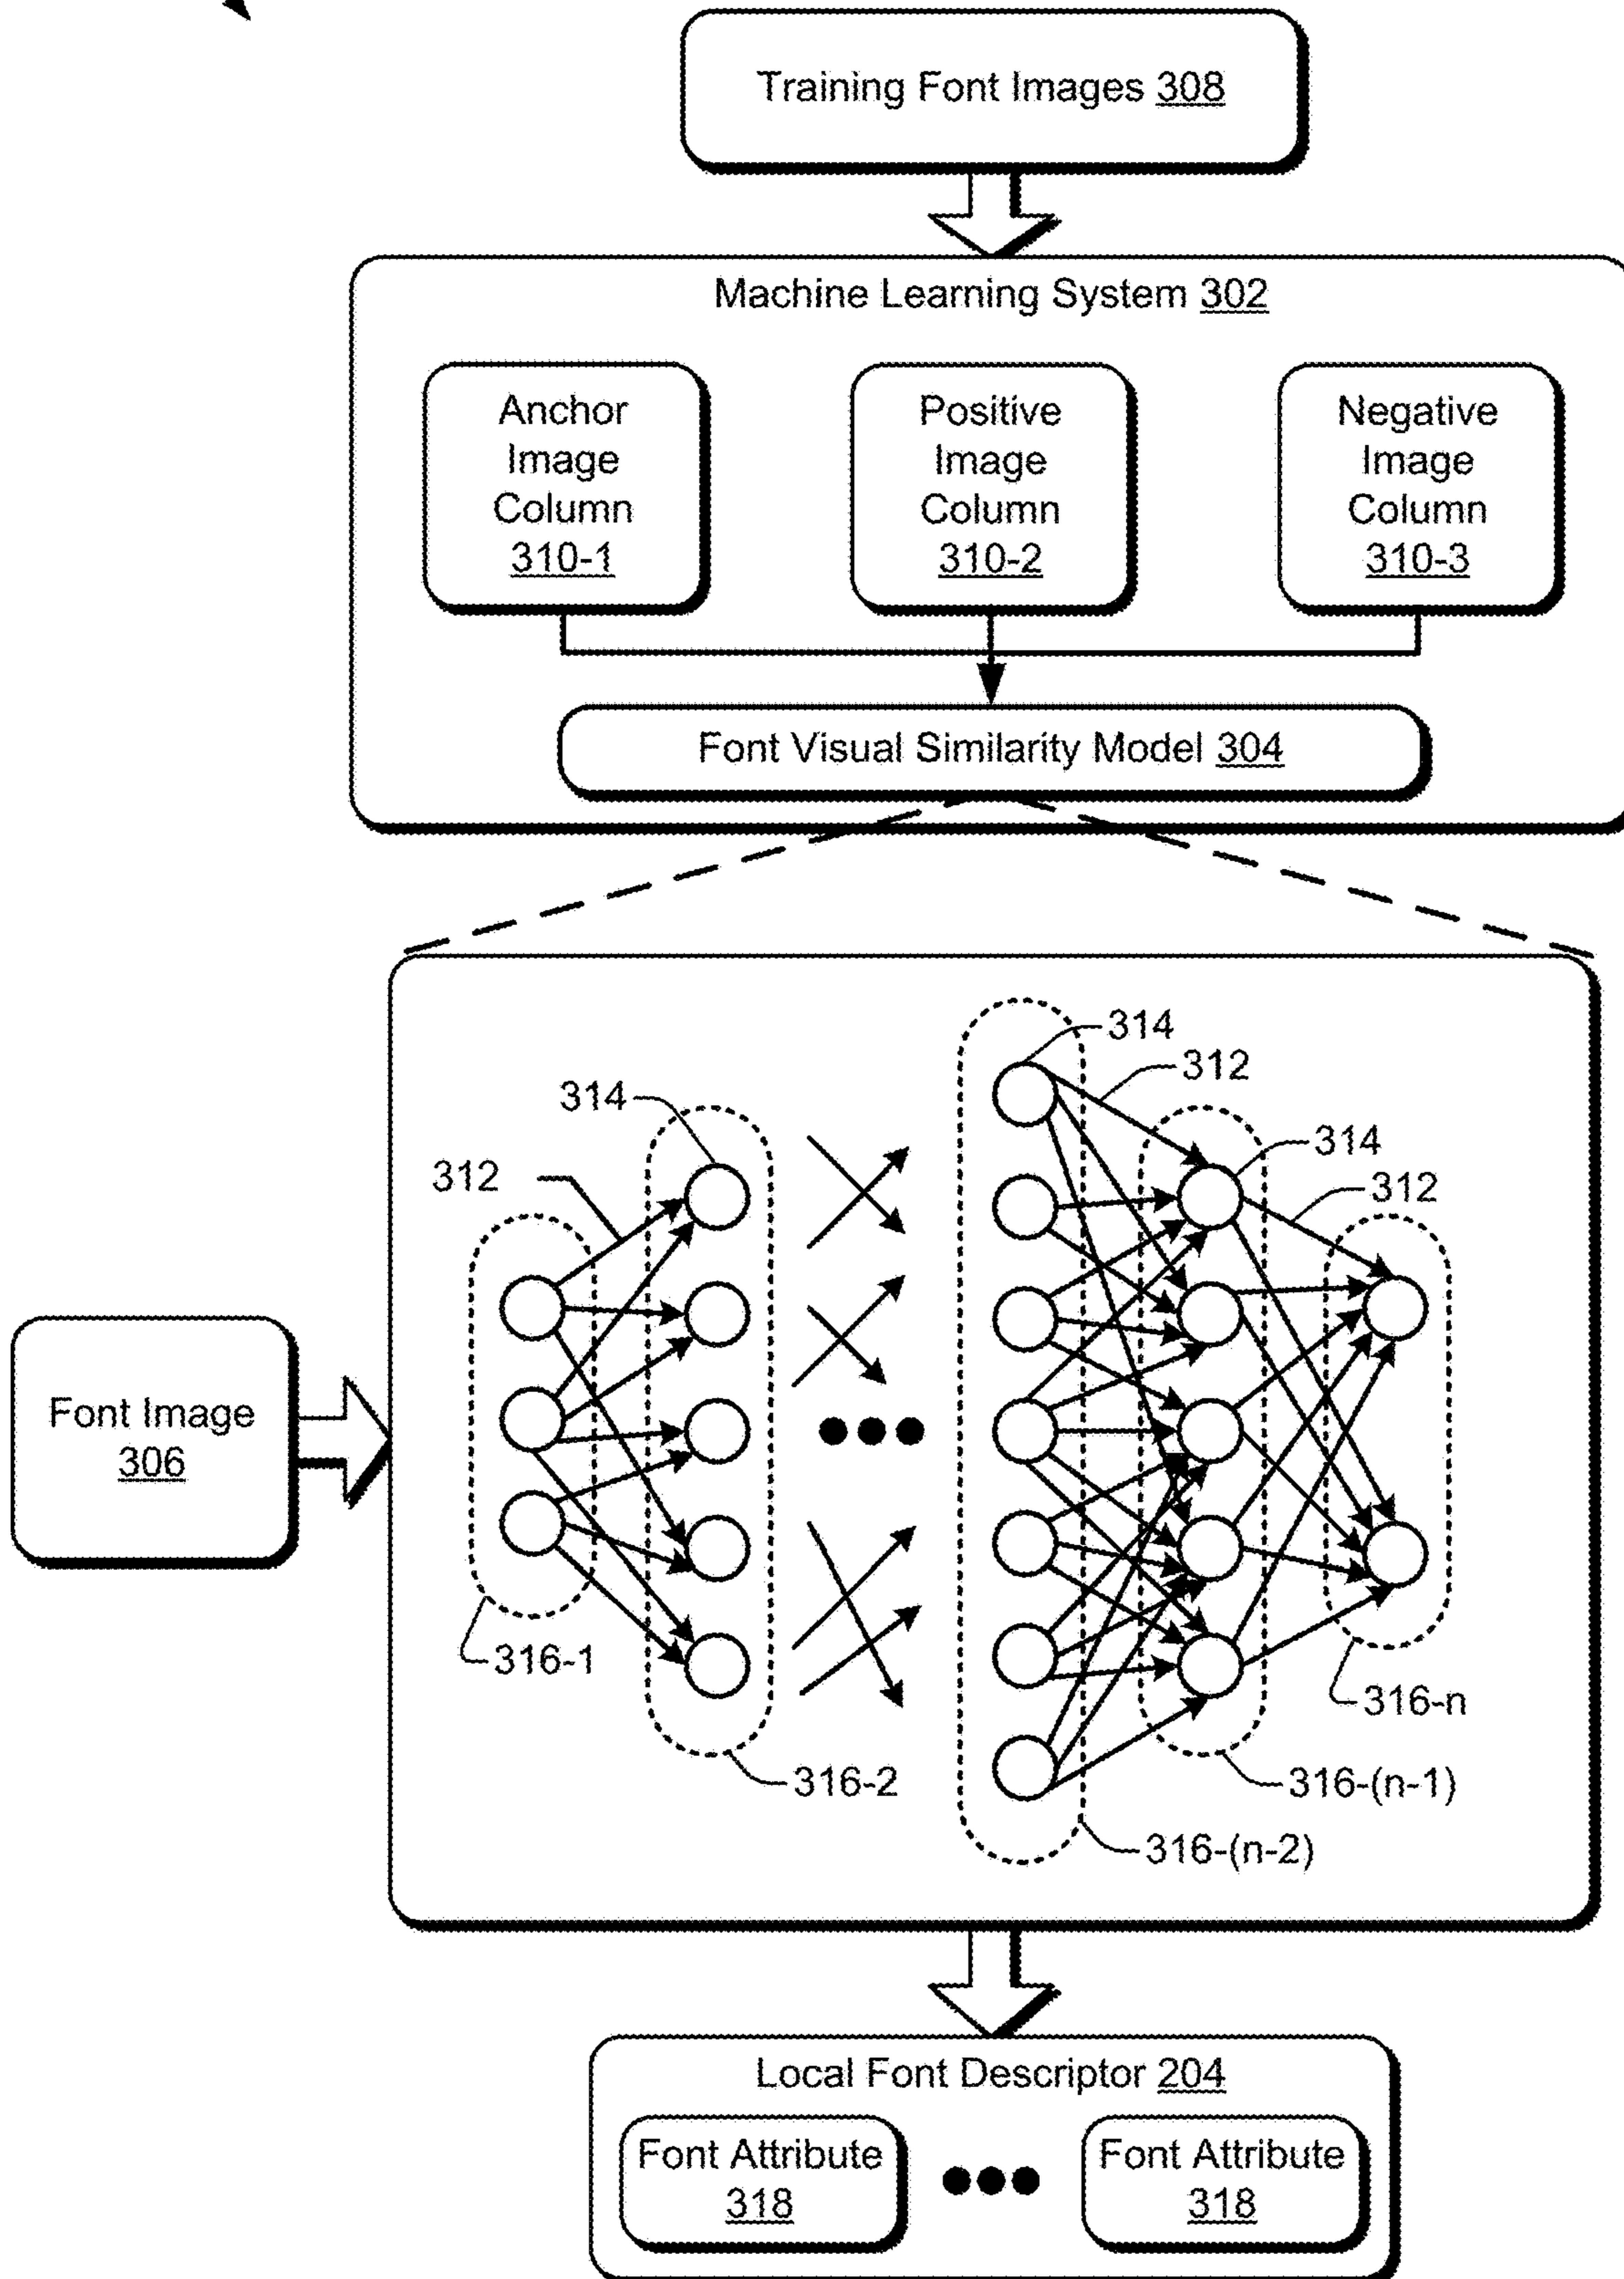 Training Font Images 308
Machine Learning System 302
Anchor
Image
Column
310-1
Positive
Image
Column
310-2
Negative
Image
Column
310-3
Font Visual Similarity Model 304
314
312
314
314
312
312
Font Image
306
316-1
316-n
316-2
316-(n-1)
316-(n-2)
Local Font Descriptor 204
Font Attribute
318
Font Attribute
318